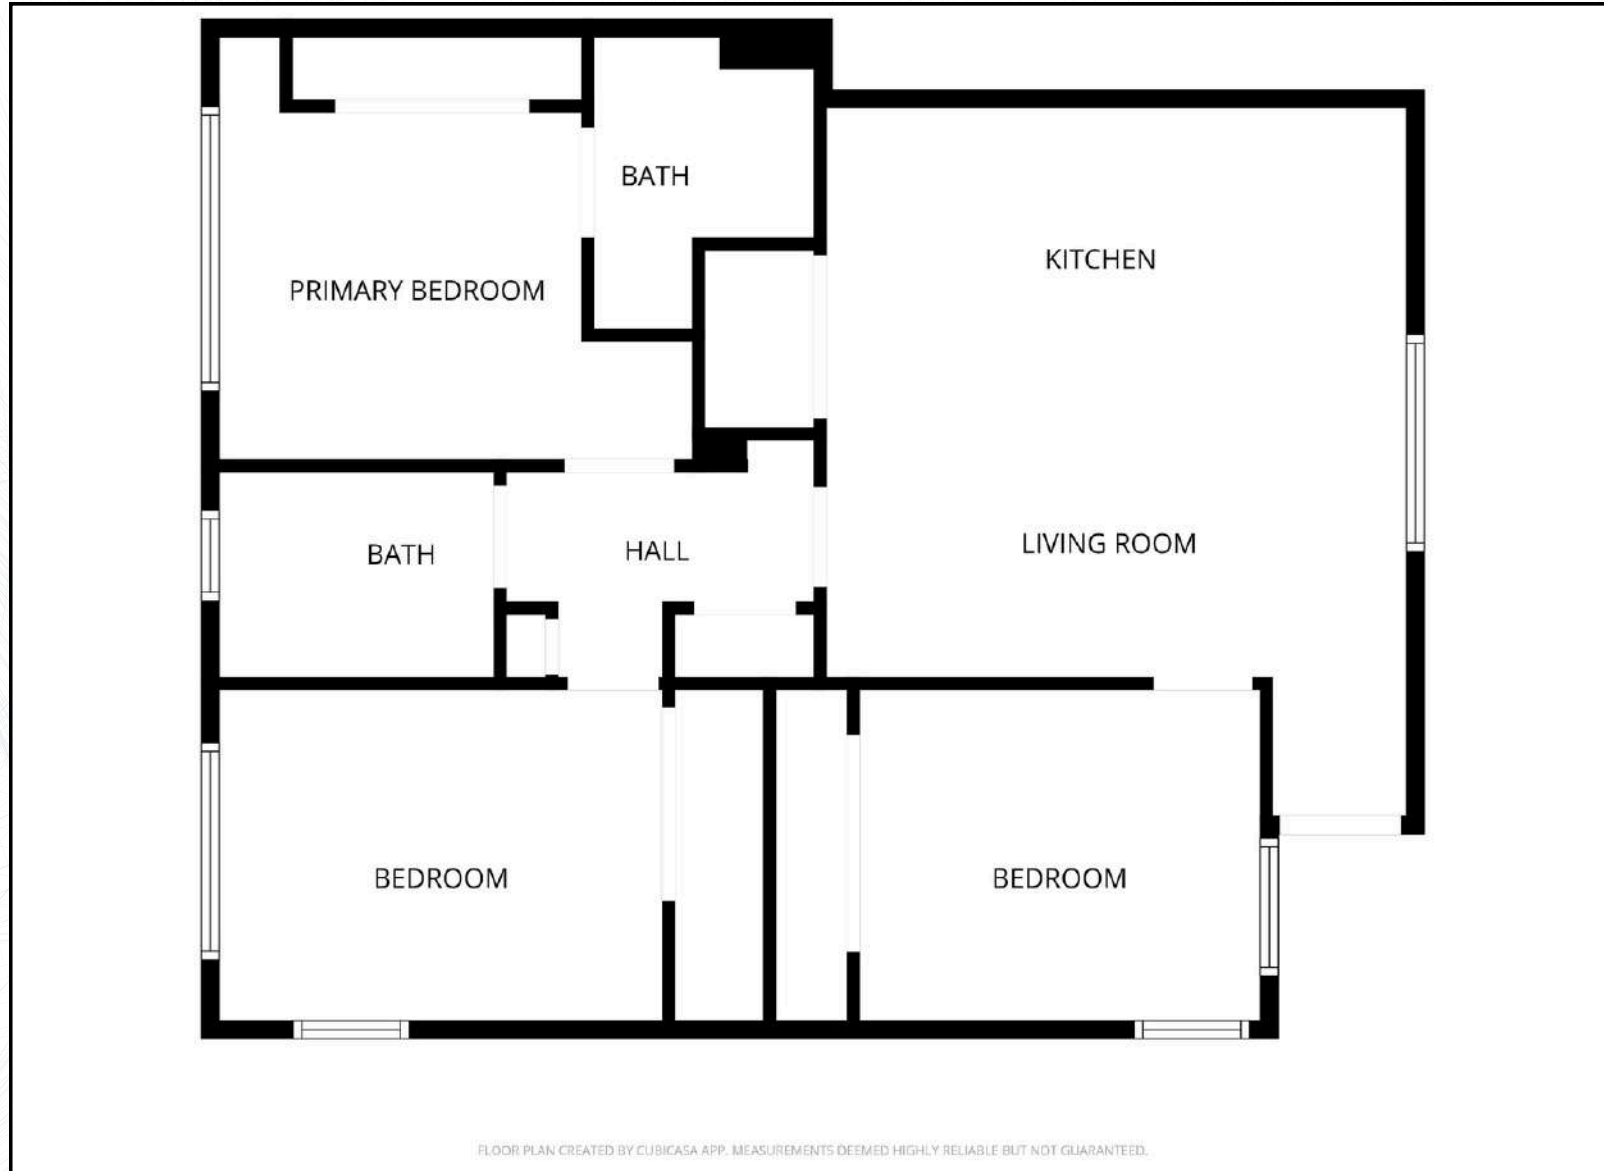 BATH
KITCHEN
PRIMARY BEDROOM
LIVING ROOM
BATH
HALL
BEDROOM
BEDROOM
FLOOR PLAN CREATED BY CUBICASA APP. MEASUREMENTS DEEMED HIGHLY RELIABLE BUT NOT GUARANTEED.